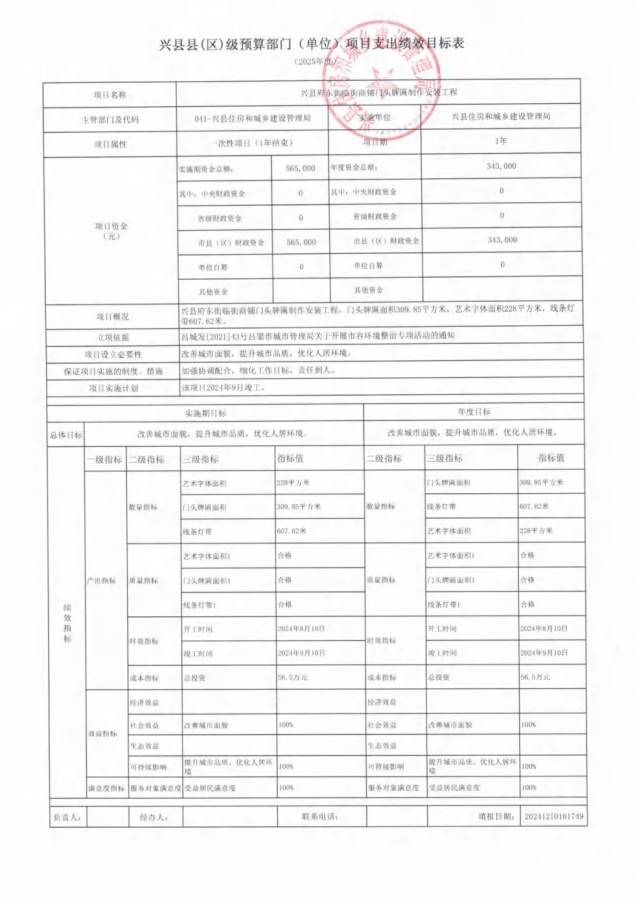 兴县县(区)级预算部门（单位）项目支出绩效目标表
（2025年度）
项目名称 兴县府东街临街商铺门头牌匾制作安装工程
主管部门及代码 041-兴县住房和城乡建设管理局 实施单位 兴县住房和城乡建设管理局
项目属性 一次性项目（1年结束） 项目期 1年
项目资金（元） 实施期资金总额： 565,000 年度资金总额： 343,000
其中：中央财政资金 0 其中：中央财政资金 0
省级财政资金 0 省级财政资金 0
市县（区）财政资金 565,000 市县（区）财政资金 343,000
单位自筹 0 单位自筹 0
其他资金 其他资金
项目概况 兴县府东街临街商铺门头牌匾制作安装工程，门头牌匾面积309.85平方米，艺术字体面积228平方米，线条灯
带607.62米。
立项依据 吕城发[2021]43号吕梁市城市管理局关于开展市容环境整治专项活动的通知
项目设立必要性 改善城市面貌，提升城市品质，优化人居环境。
保证项目实施的制度、措施 加强协调配合，细化工作目标，责任到人。
项目实施计划 该项目2024年9月竣工。
实施期目标 年度目标
总体目标 改善城市面貌，提升城市品质，优化人居环境。 改善城市面貌，提升城市品质，优化人居环境。
绩效指标 一级指标 二级指标 三级指标 指标值 二级指标 三级指标 指标值
产出指标 数量指标 艺术字体面积 228平方米 数量指标 门头牌匾面积 309.85平方米
门头牌匾面积 309.85平方米 线条灯带 607.62米
线条灯带 607.62米 艺术字体面积 228平方米
质量指标 艺术字体面积1 合格 质量指标 艺术字体面积1 合格
门头牌匾面积1 合格 门头牌匾面积1 合格
线条灯带1 合格 线条灯带1 合格
时效指标 开工时间 2024年8月10日 时效指标 开工时间 2024年8月10日
竣工时间 2024年9月10日 竣工时间 2024年9月10日
成本指标 总投资 56.5万元 成本指标 总投资 56.5万元
效益指标 经济效益 经济效益
社会效益 改善城市面貌 100% 社会效益 改善城市面貌 100%
生态效益 生态效益
可持续影响 提升城市品质，优化人居环境 100% 可持续影响 提升城市品质，优化人居环境 100%
满意度指标 服务对象满意度 受益居民满意度 100% 服务对象满意度 受益居民满意度 100%
负责人： 经办人： 联系电话： 填报日期： 20241210161749
兴县住房和城乡建设管理局